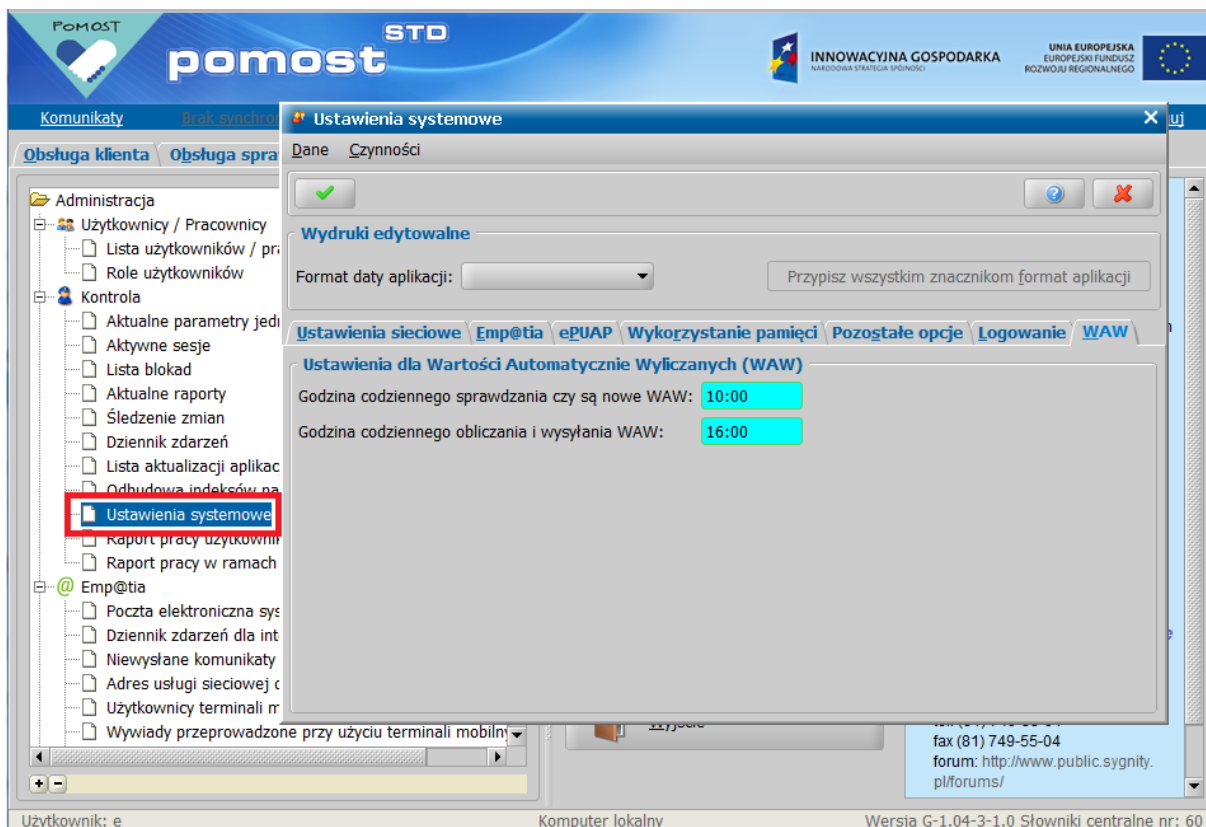 POMOST
pomost STD
INNOWACYJNA GOSPODARKA
NARODOWA STRATEGIA SPÓJNOŚCI
UNIA EUROPEJSKA
EUROPEJSKI FUNDUSZ
ROZWOJU REGIONALNEGO
Komunikaty Brak synchron
uj
Obsługa klienta Obsługa spra
Administracja
Użytkownicy / Pracownicy
Lista użytkowników / pra
Role użytkowników
Kontrola
Aktualne parametry jedn
Aktywne sesje
Lista blokad
Aktualne raporty
Śledzenie zmian
Dziennik zdarzeń
Lista aktualizacji aplikac
Odbudowa indeksów na
Ustawienia systemowe
Raport pracy użytkownik
Raport pracy w ramach
Emp@tia
Poczta elektroniczna sys
Dziennik zdarzeń dla int
Niewysłane komunikaty
Adres usługi sieciowej
Użytkownicy terminali m
Wywiady przeprowadzone przy użyciu terminali mobiln
Ustawienia systemowe
Dane Czynności
Wydruki edytowalne
Format daty aplikacji:
Przypisz wszystkim znacznikom format aplikacji
Ustawienia sieciowe Emp@tia ePUAP Wykorzystanie pamięci Pozostałe opcje Logowanie WAW
Ustawienia dla Wartości Automatycznie Wyliczanych (WAW)
Godzina codziennego sprawdzania czy są nowe WAW: 10:00
Godzina codziennego obliczania i wysyłania WAW: 16:00
Wyjście
fax (81) 749-55-04
forum: http://www.public.sygnity.
pl/forums/
Użytkownik: e Komputer lokalny Wersja G-1.04-3-1.0 Słowniki centralne nr: 60